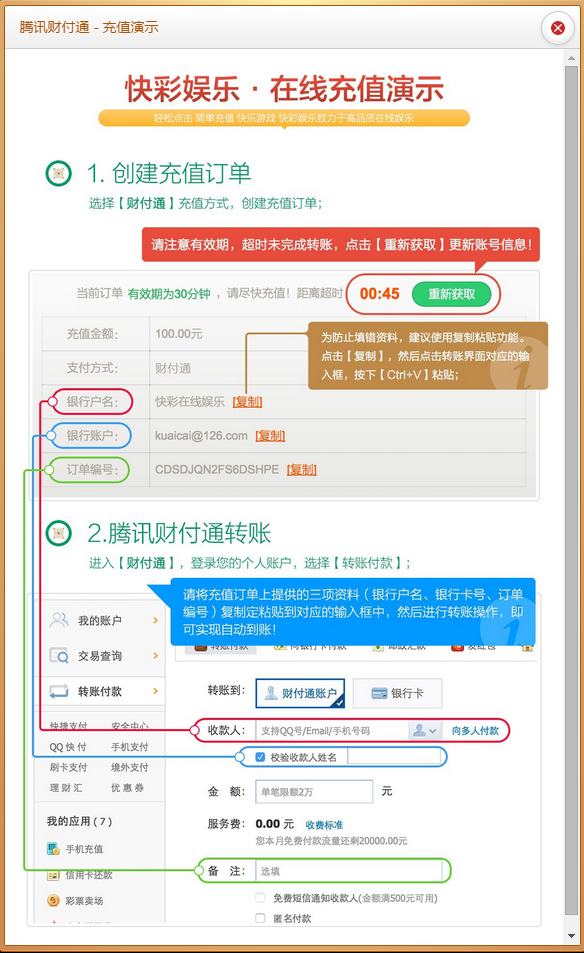 腾讯财付通 - 充值演示
快彩娱乐 · 在线充值演示
轻松点击 简单充值 快乐游戏 快彩娱乐致力于高品质在线娱乐
1. 创建充值订单
选择【财付通】充值方式，创建充值订单；
请注意有效期，超时未完成转账，点击【重新获取】更新账号信息！
当前订单 有效期为30分钟 ，请尽快充值！距离超时 00:45 重新获取
充值金额： 100.00元
为防止填错资料，建议使用复制粘贴功能。
点击【复制】，然后点击转账界面对应的输
入框，按下【Ctrl+V】粘贴；
支付方式： 财付通
银行户名： 快彩在线娱乐 [复制]
银行账户： kuaicai@126.com [复制]
订单编号： CDSDJQN2FS6DSHPE [复制]
2.腾讯财付通转账
进入【财付通】，登录您的个人账户，选择【转账付款】；
请将充值订单上提供的三项资料（银行户名、银行卡号、订单
编号）复制定粘贴到对应的输入框中，然后进行转账操作，即
可实现自动到账！
我的账户
转账付款 向银行卡付款 邮政汇款 发红包
交易查询
转账付款
转账到： 财付通账户 银行卡
快捷支付 安全中心
收款人： 支持QQ号/Email/手机号码 向多人付款
QQ 快 付 手机支付
校验收款人姓名
刷卡支付 境外支付
理 财 汇 优 惠 券
金 额： 单笔限额2万 元
我的应用 ( 7 )
服务费： 0.00 元 收费标准
您本月免费付款流量还剩20000.00元
手机充值
信用卡还款
备 注： 选填
彩票卖场
免费短信通知收款人(金额满500元可用)
匿名付款